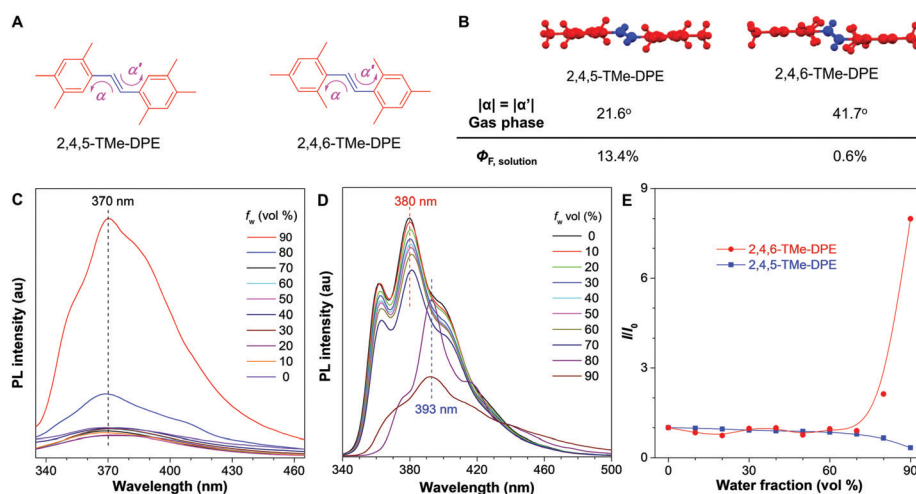 A
α
α'
2,4,5-TMe-DPE
α
α'
2,4,6-TMe-DPE
B
2,4,5-TMe-DPE
2,4,6-TMe-DPE
|α| = |α'|
Gas phase
21.6°
41.7°
ΦF, solution
13.4%
0.6%
C
370 nm
fw (vol %)
90
80
70
60
50
40
30
20
10
0
PL intensity (au)
340 370 400 430 460
Wavelength (nm)
D
380 nm
393 nm
fw vol (%)
0
10
20
30
40
50
60
70
80
90
PL intensity (au)
340 380 420 460 500
Wavelength (nm)
E
2,4,6-TMe-DPE
2,4,5-TMe-DPE
I/I0
9
6
3
0
0 30 60 90
Water fraction (vol %)